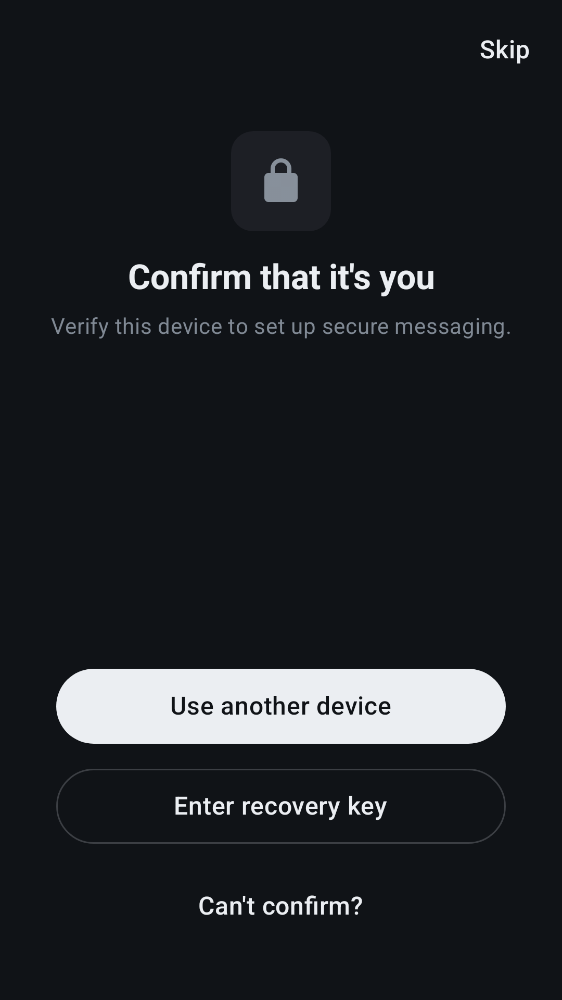 Skip
Confirm that it's you
Verify this device to set up secure messaging.
Use another device
Enter recovery key
Can't confirm?